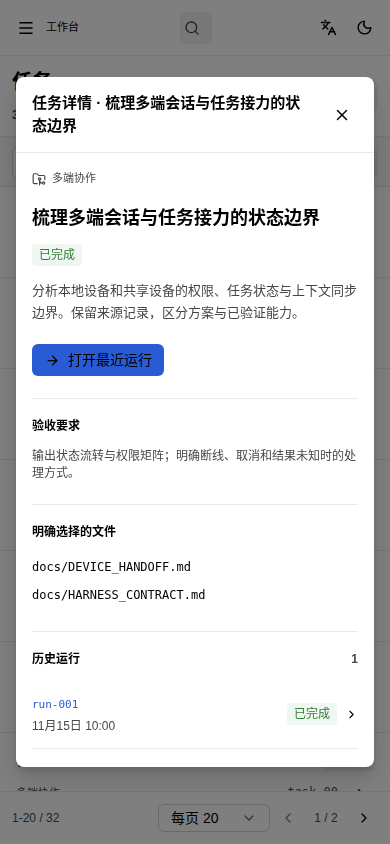 工作台
任务
任务详情 · 梳理多端会话与任务接力的状
态边界
多端协作
梳理多端会话与任务接力的状态边界
已完成
分析本地设备和共享设备的权限、任务状态与上下文同步
边界。保留来源记录，区分方案与已验证能力。
打开最近运行
验收要求
输出状态流转与权限矩阵；明确断线、取消和结果未知时的处
理方式。
明确选择的文件
docs/DEVICE_HANDOFF.md
docs/HARNESS_CONTRACT.md
历史运行 1
run-001
已完成
11月15日 10:00
1-20 / 32 每页 20 1 / 2